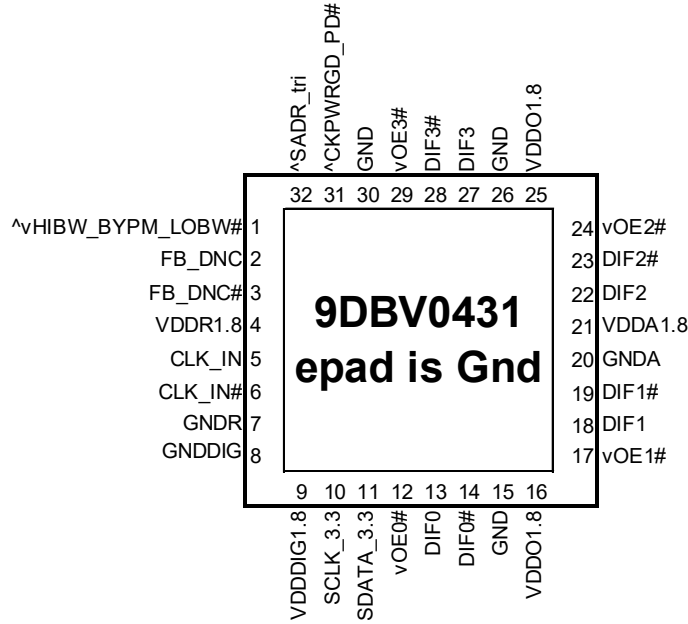 ^SADR_tri
^CKPWRGD_PD#
GND
vOE3#
DIF3#
DIF3
GND
VDDO1.8
32 31 30 29 28 27 26 25
^vHIBW_BYPM_LOBW# 1
FB_DNC 2
FB_DNC# 3
VDDR1.8 4
CLK_IN 5
CLK_IN# 6
GNDR 7
GNDDIG 8
9DBV0431
epad is Gnd
24 vOE2#
23 DIF2#
22 DIF2
21 VDDA1.8
20 GNDA
19 DIF1#
18 DIF1
17 vOE1#
9 10 11 12 13 14 15 16
VDDDIG1.8
SCLK_3.3
SDATA_3.3
vOE0#
DIF0
DIF0#
GND
VDDO1.8